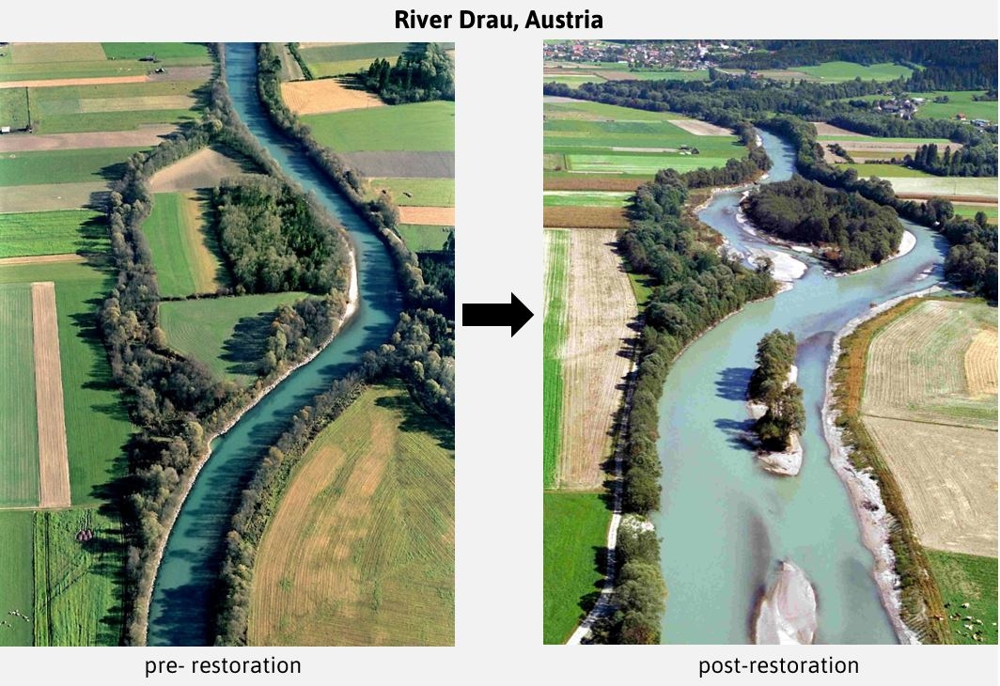 River Drau, Austria
pre- restoration
post-restoration